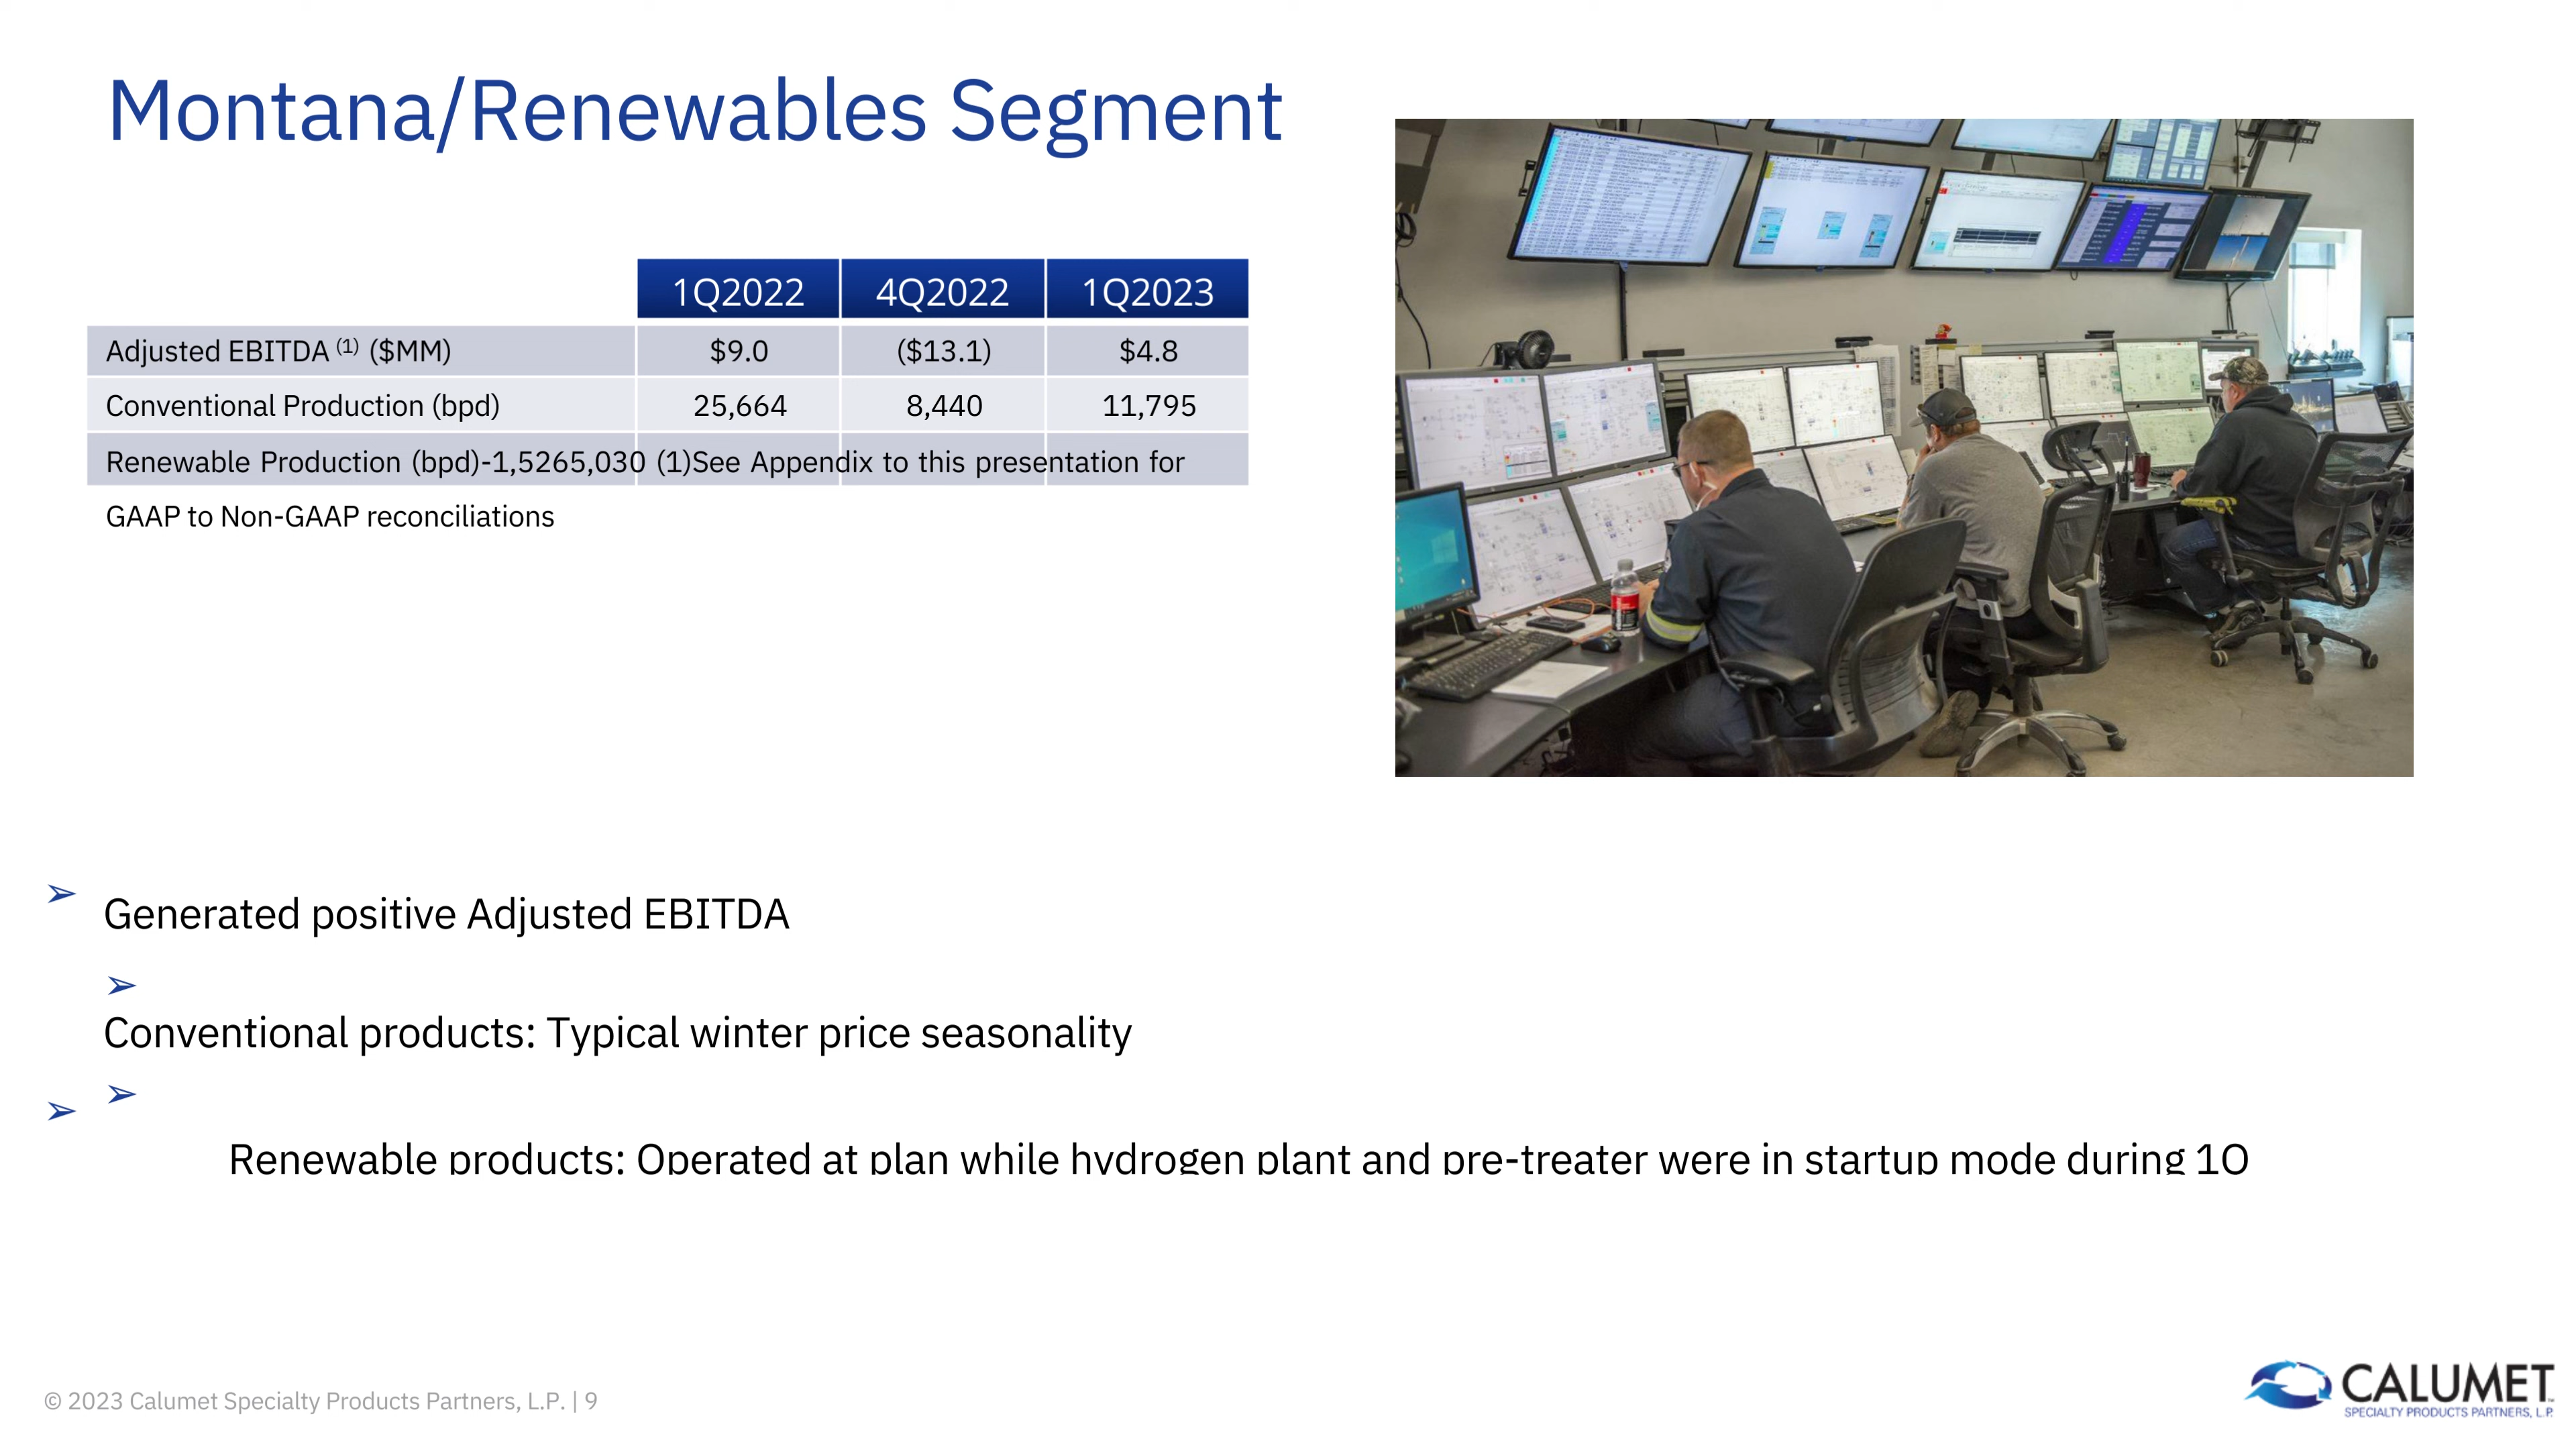 Montana/Renewables Segment
1Q2022 4Q2022 1Q2023
Adjusted EBITDA (1) ($MM) $9.0 ($13.1) $4.8
Conventional Production (bpd) 25,664 8,440 11,795
Renewable Production (bpd)-1,5265,030 (1)See Appendix to this presentation for
GAAP to Non-GAAP reconciliations
➢ Generated positive Adjusted EBITDA
➢
Conventional products: Typical winter price seasonality
➢
➢
Renewable products: Operated at plan while hydrogen plant and pre-treater were in startup mode during 1Q
© 2023 Calumet Specialty Products Partners, L.P. | 9
CALUMET
SPECIALTY PRODUCTS PARTNERS, L.P.